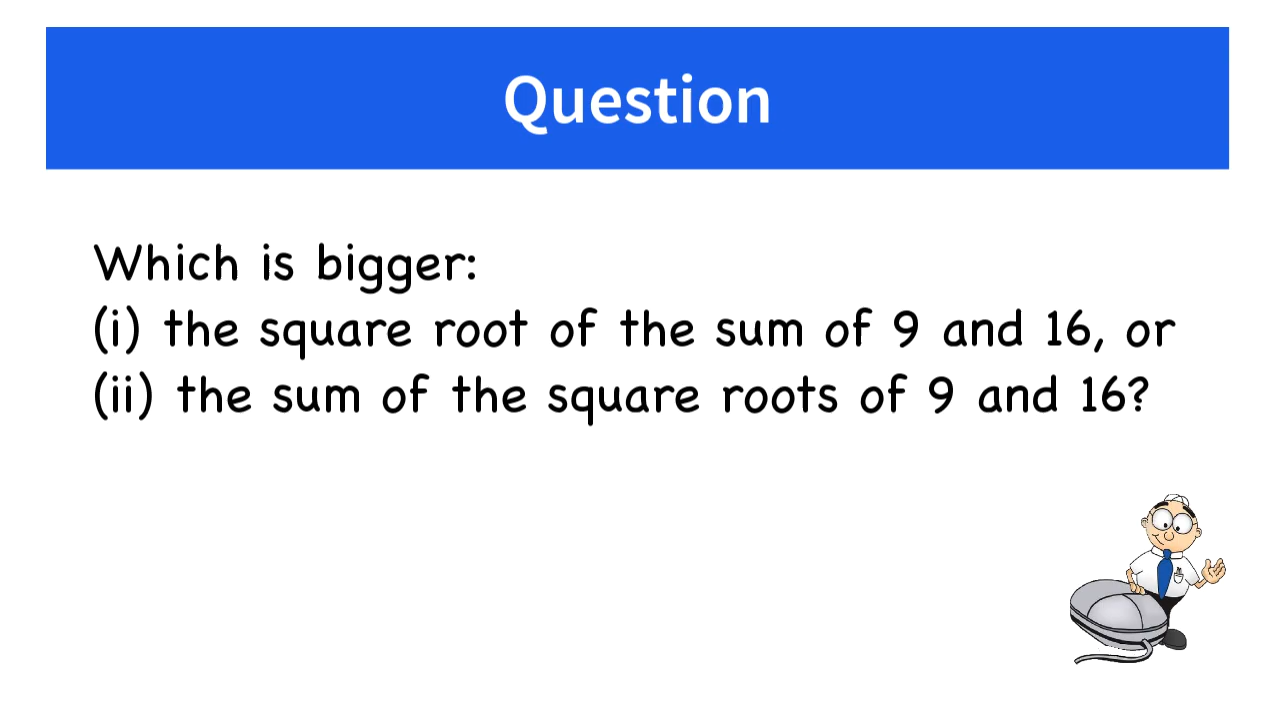 Question
Which is bigger:
(i) the square root of the sum of 9 and 16, or
(ii) the sum of the square roots of 9 and 16?